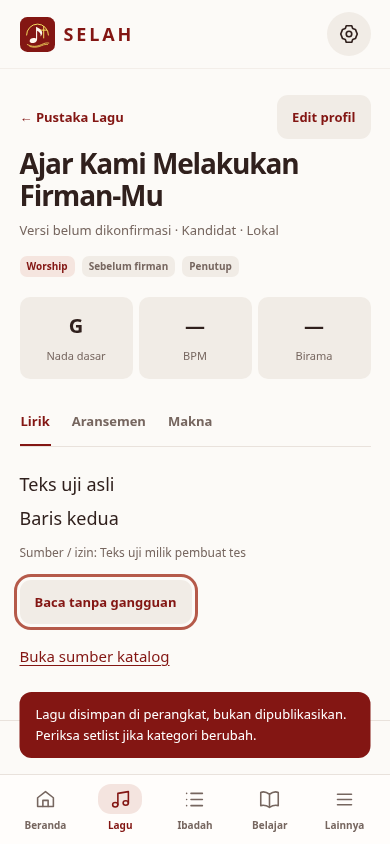 SELAH
← Pustaka Lagu
Edit profil
Ajar Kami Melakukan
Firman-Mu
Versi belum dikonfirmasi · Kandidat · Lokal
Worship
Sebelum firman
Penutup
G
Nada dasar
—
BPM
—
Birama
Lirik
Aransemen
Makna
Teks uji asli
Baris kedua
Sumber / izin: Teks uji milik pembuat tes
Baca tanpa gangguan
Buka sumber katalog
Lagu disimpan di perangkat, bukan dipublikasikan.
Periksa setlist jika kategori berubah.
Beranda
Lagu
Ibadah
Belajar
Lainnya